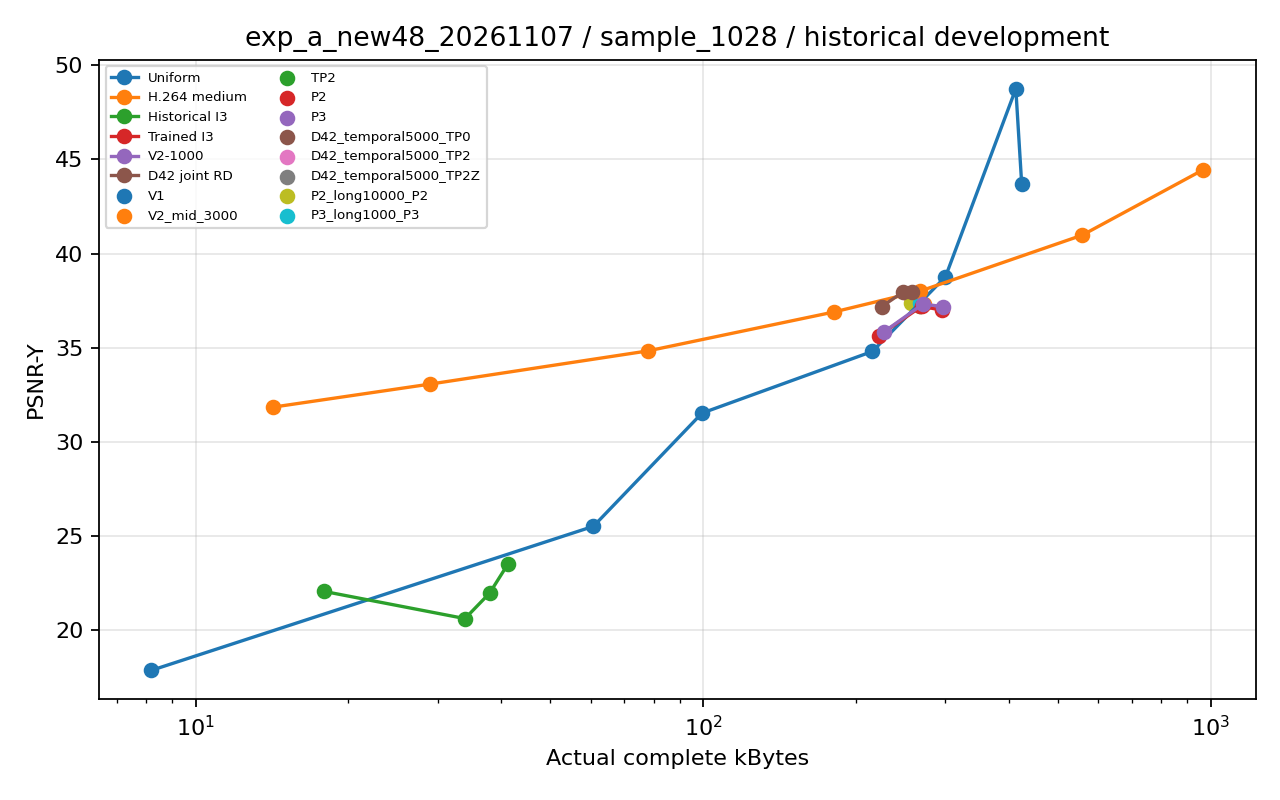 exp_a_new48_20261107 / sample_1028 / historical development
50
45
40
35
30
25
20
PSNR-Y
Uniform
H.264 medium
Historical I3
Trained I3
V2-1000
D42 joint RD
V1
V2_mid_3000
TP2
P2
P3
D42_temporal5000_TP0
D42_temporal5000_TP2
D42_temporal5000_TP2Z
P2_long10000_P2
P3_long1000_P3
10¹ 10² 10³
Actual complete kBytes